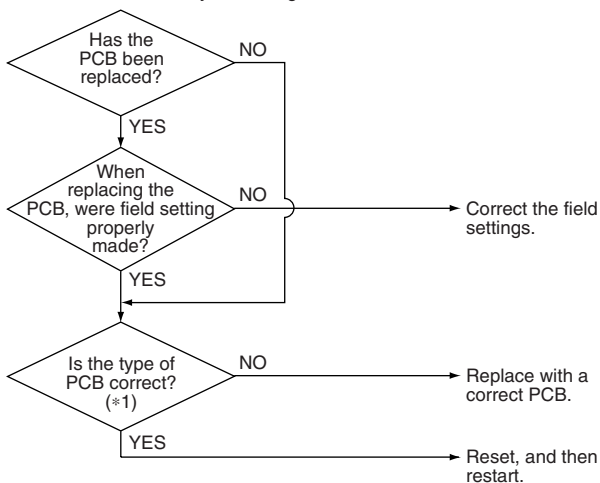 Has the
PCB been
replaced?
NO
YES
When
replacing the
PCB, were field setting
properly
made?
NO
Correct the field
settings.
YES
Is the type of
PCB correct?
(*1)
NO
Replace with a
correct PCB.
YES
Reset, and then
restart.